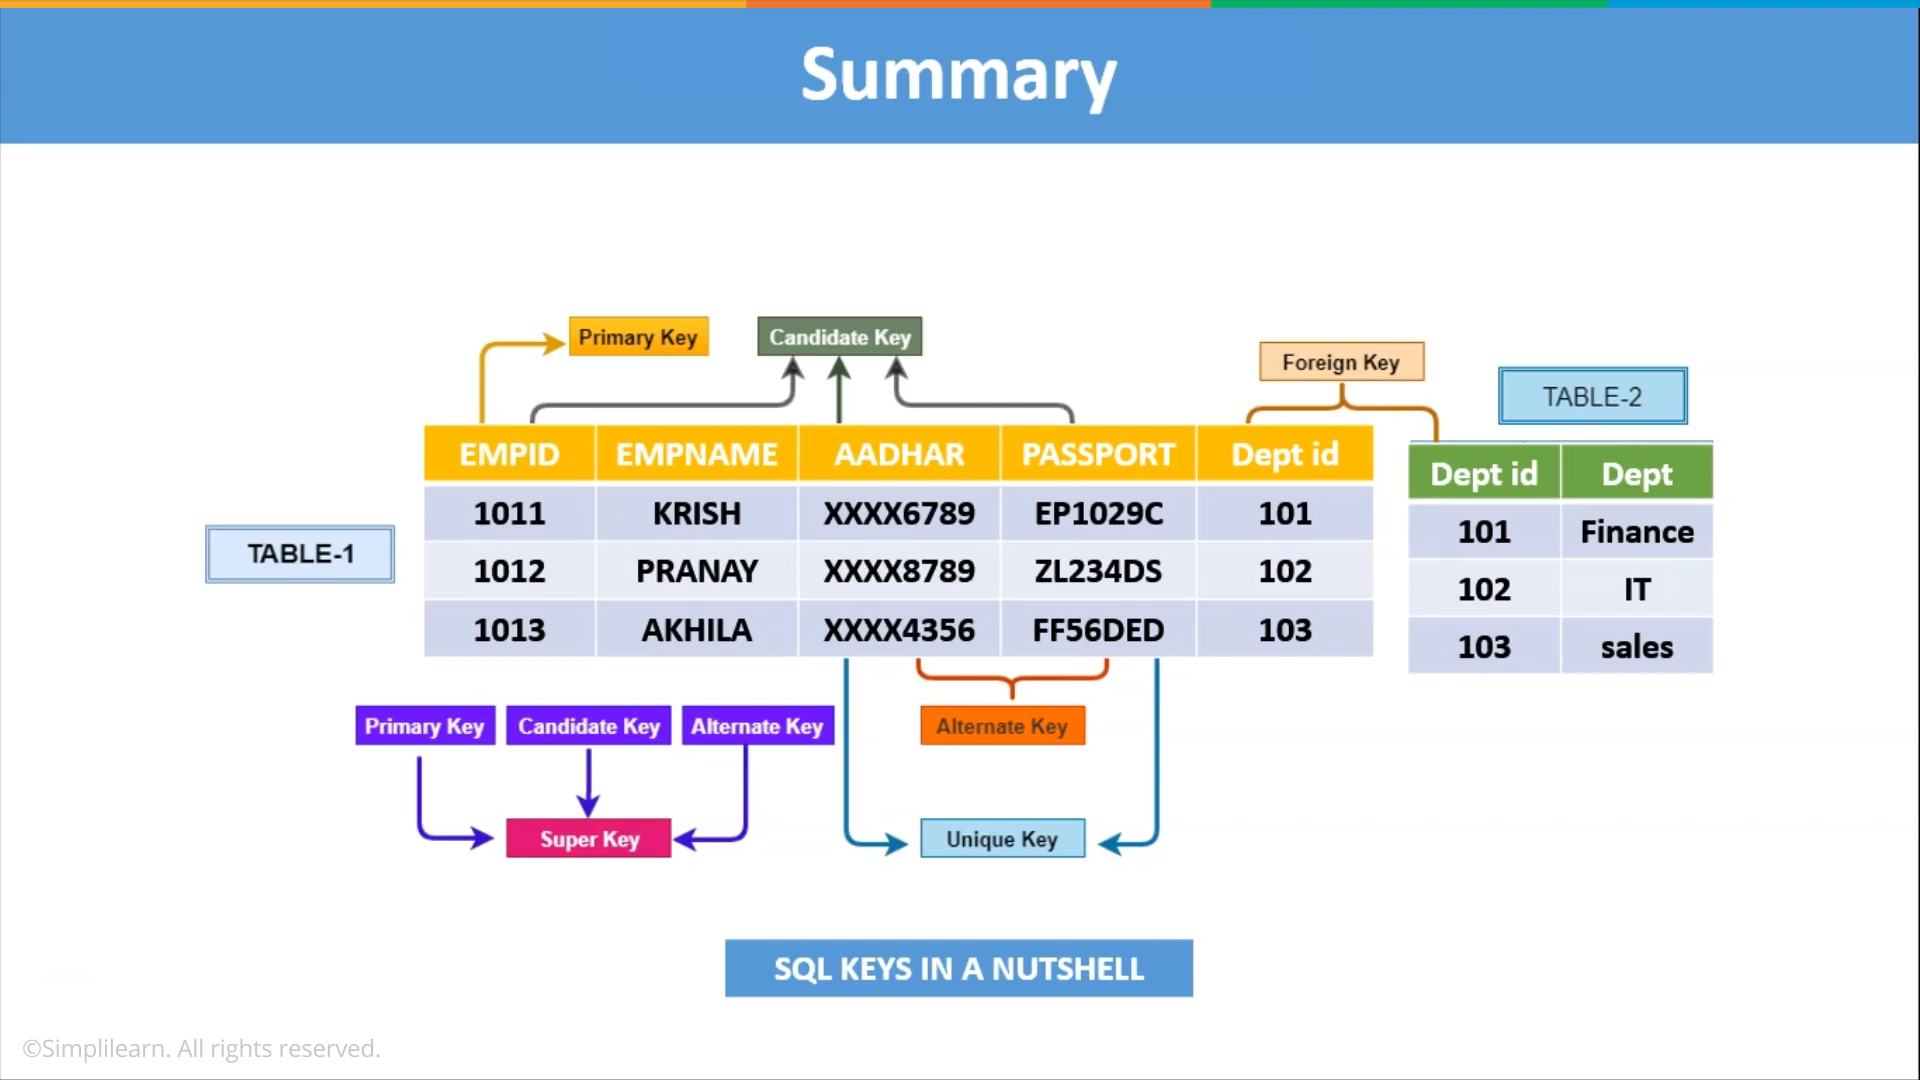 Summary
Primary Key
Candidate Key
Foreign Key
TABLE-2
TABLE-1
EMPID EMPNAME AADHAR PASSPORT Dept id
1011 KRISH XXXX6789 EP1029C 101
1012 PRANAY XXXX8789 ZL234DS 102
1013 AKHILA XXXX4356 FF56DED 103
Dept id Dept
101 Finance
102 IT
103 sales
Primary Key
Candidate Key
Alternate Key
Alternate Key
Super Key
Unique Key
SQL KEYS IN A NUTSHELL
©Simplilearn. All rights reserved.